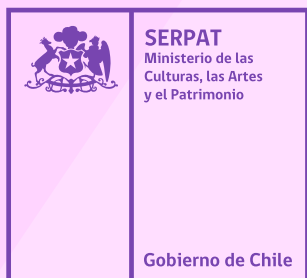 SERPAT
Ministerio de las
Culturas, las Artes
y el Patrimonio
Gobierno de Chile